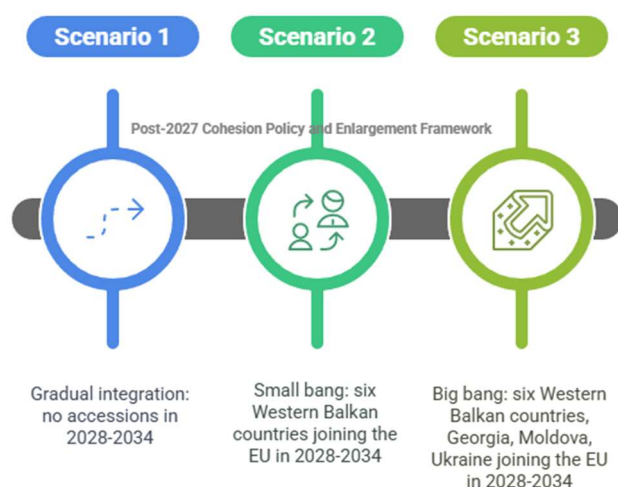 Scenario 1
Scenario 2
Scenario 3
Post-2027 Cohesion Policy and Enlargement Framework
Gradual integration:
no accessions in
2028-2034
Small bang: six
Western Balkan
countries joining the
EU in 2028-2034
Big bang: six Western
Balkan countries,
Georgia, Moldova,
Ukraine joining the EU
in 2028-2034